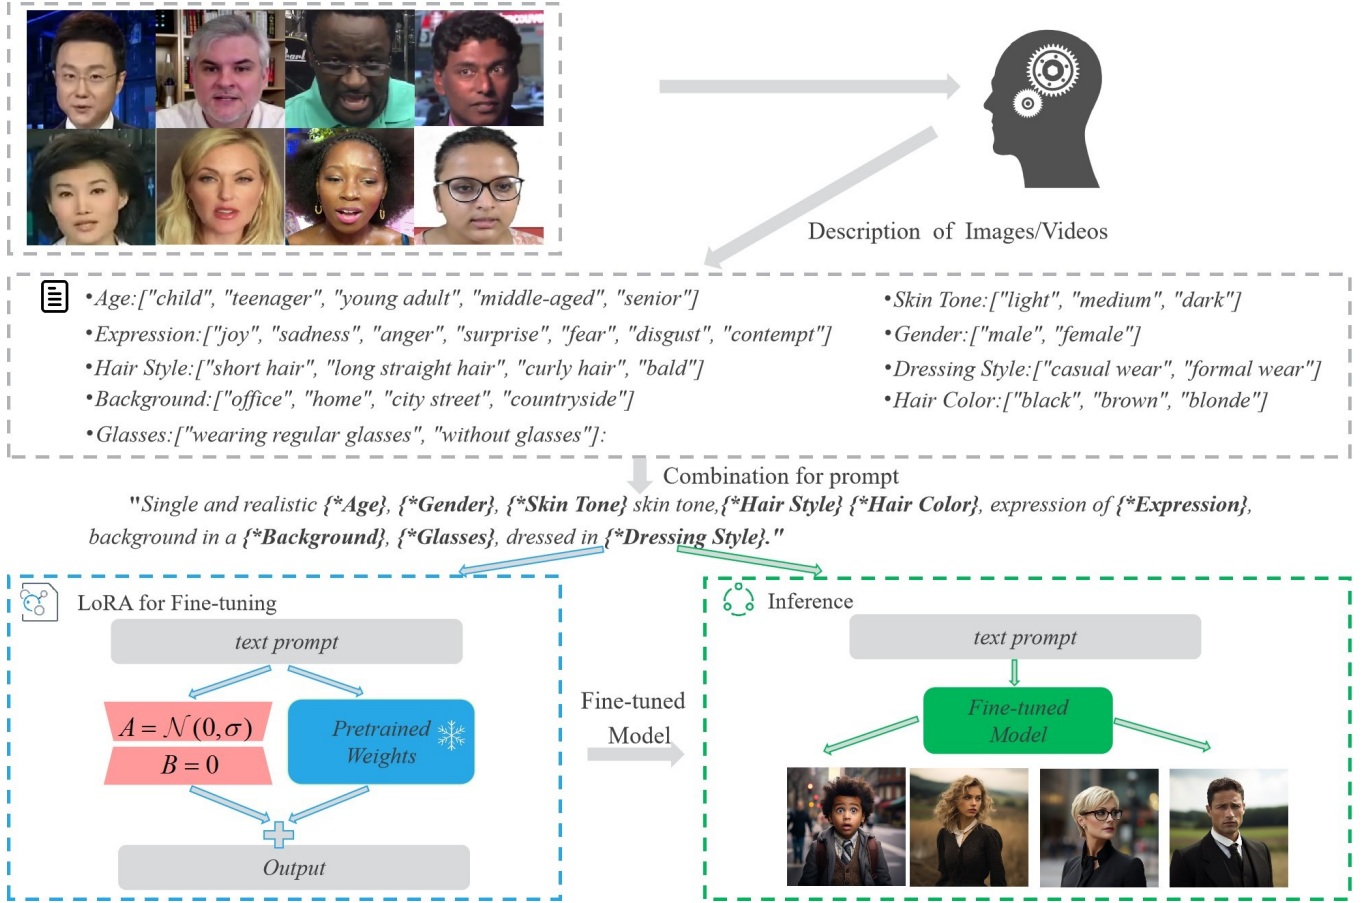 Description of Images/Videos
•Age:["child", "teenager", "young adult", "middle-aged", "senior"]
•Expression:["joy", "sadness", "anger", "surprise", "fear", "disgust", "contempt"]
•Hair Style:["short hair", "long straight hair", "curly hair", "bald"]
•Background:["office", "home", "city street", "countryside"]
•Glasses:["wearing regular glasses", "without glasses"]:
•Skin Tone:["light", "medium", "dark"]
•Gender:["male", "female"]
•Dressing Style:["casual wear", "formal wear"]
•Hair Color:["black", "brown", "blonde"]
Combination for prompt
"Single and realistic {*Age}, {*Gender}, {*Skin Tone} skin tone,{*Hair Style} {*Hair Color}, expression of {*Expression},
background in a {*Background}, {*Glasses}, dressed in {*Dressing Style}."
LoRA for Fine-tuning
text prompt
A = 𝒩(0,σ)
B = 0
Pretrained
Weights
Output
Fine-tuned
Model
Inference
text prompt
Fine-tuned
Model